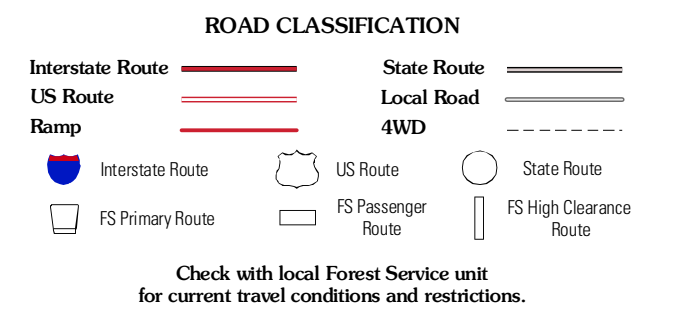 ROAD CLASSIFICATION
Interstate Route
State Route
US Route
Local Road
Ramp
4WD
Interstate Route
US Route
State Route
FS Primary Route
FS Passenger
Route
FS High Clearance
Route
Check with local Forest Service unit
for current travel conditions and restrictions.